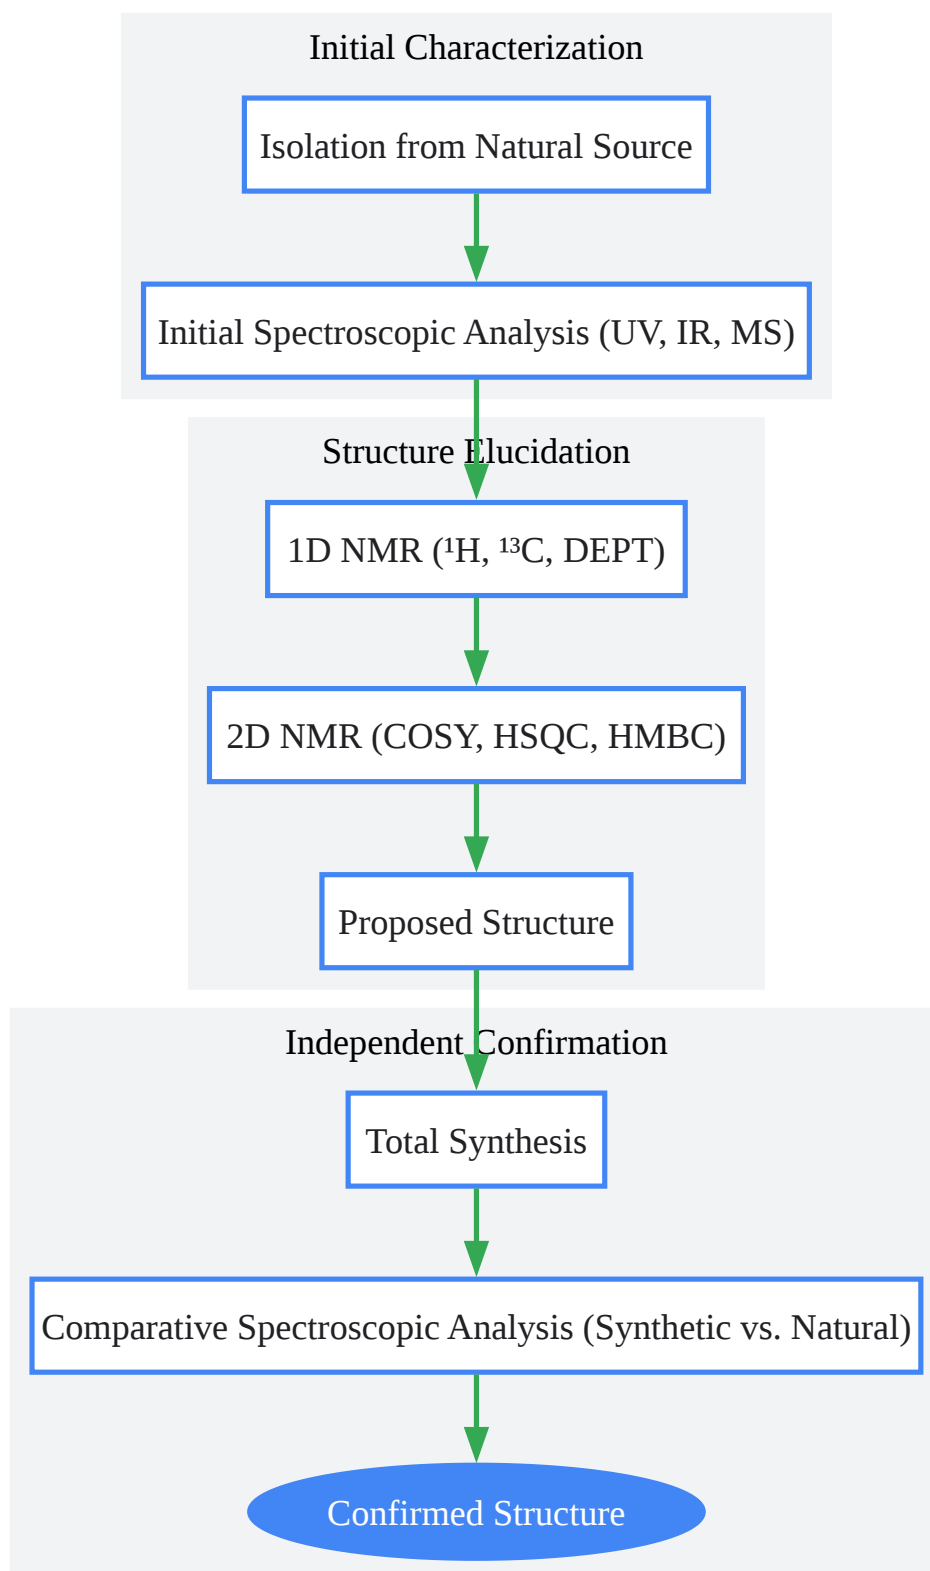 Initial Characterization
Isolation from Natural Source
Initial Spectroscopic Analysis (UV, IR, MS)
Structure Elucidation
1D NMR (¹H, ¹³C, DEPT)
2D NMR (COSY, HSQC, HMBC)
Proposed Structure
Independent Confirmation
Total Synthesis
Comparative Spectroscopic Analysis (Synthetic vs. Natural)
Confirmed Structure